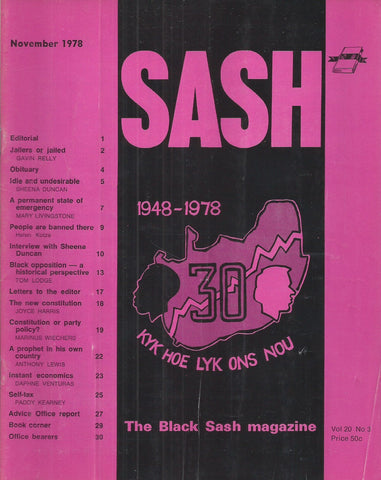 November 1978
SASH
Editorial 1
Jailers or jailed 2
GAVIN RELLY
Obituary 4
Idle and undesirable 5
SHEENA DUNCAN
A permanent state of
emergency 7
MARY LIVINGSTONE
People are banned there 9
Helen Kotze
Interview with Sheena
Duncan 10
Black opposition — a
historical perspective 13
TOM LODGE
Letters to the editor 17
The new constitution 18
JOYCE HARRIS
Constitution or party
policy? 19
MARINUS WIECHERS
A prophet in his own
country 22
ANTHONY LEWIS
Instant economics 23
DAPHNE VENTURAS
Self-tax 25
PADDY KEARNEY
Advice Office report 27
Book corner 29
Office bearers 30
1948-1978
30
KYK HOE LYK ONS NOU
The Black Sash magazine
Vol 20 No 3
Price 50c